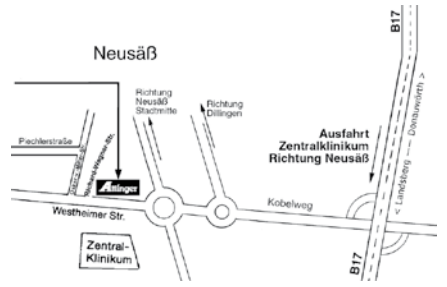 B17
Neusäß
Richtung
Neusäß
Stadtmitte
Richtung
Dillingen
Piechlerstraße
Richard-Wagner-Str.
Attinger
Westheimer Str.
Zentral-
Klinikum
Kobelweg
Ausfahrt
Zentralklinikum
Richtung Neusäß
< Landsberg --- Donauwörth >
B17